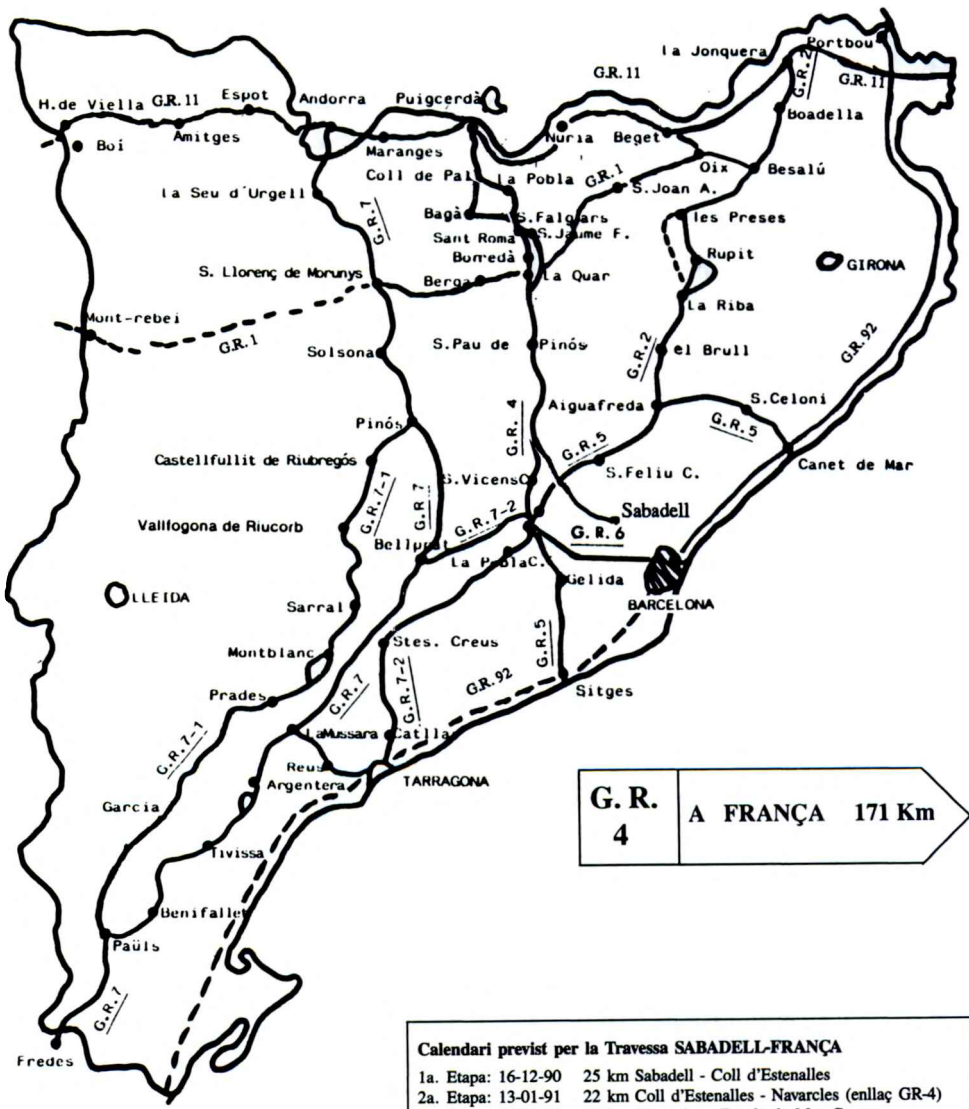 La Jonquera
Portbou
G.R.11
G.R.2
G.R.11
H.de Viella
G.R.11
Espot
Andorra
Puigcerdà
Boadella
Boí
Amitges
Maranges
Núria
Beget
Coll de Pal
La Pobla
G.R.1
Oix
Besalú
La Seu d'Urgell
S.Joan A.
G.R.7
Bagà
S.Falgars
les Preses
Sant Roma
S.Jaume F.
Borredà
Rupit
GIRONA
S. Llorenç de Morunys
Berga
La Quar
La Riba
Mont-rebei
G.R.1
G.R.92
Solsona
S.Pau de
Pinós
G.R.2
el Brull
Aiguafreda
S.Celoni
Pinós
G.R. 4
G.R.5
G.R.5
Castellfullit de Riubregós
S.Feliu C.
Canet de Mar
G.R.7-1
G.R.7
S.VicensC.
Vallfogona de Riucorb
G.R.7-2
Sabadell
Bellprat
G. R. 6
La PoblaC.
Gelida
LLEIDA
BARCELONA
Sarral
Stes. Creus
G.R.5
Montblanc
G.R.92
Sitges
Prades
G.R.7
G.R.7-2
LaMussara
Catlla
G.R.7-1
Reus
TARRAGONA
Argentera
Garcia
G. R.
4
A FRANÇA 171 Km
Tivissa
Benifallet
Paüls
G.R.7
Fredes
Calendari previst per la Travessa SABADELL-FRANÇA
1a. Etapa: 16-12-90 25 km Sabadell - Coll d'Estenalles
2a. Etapa: 13-01-91 22 km Coll d'Estenalles - Navarcles (enllaç GR-4)